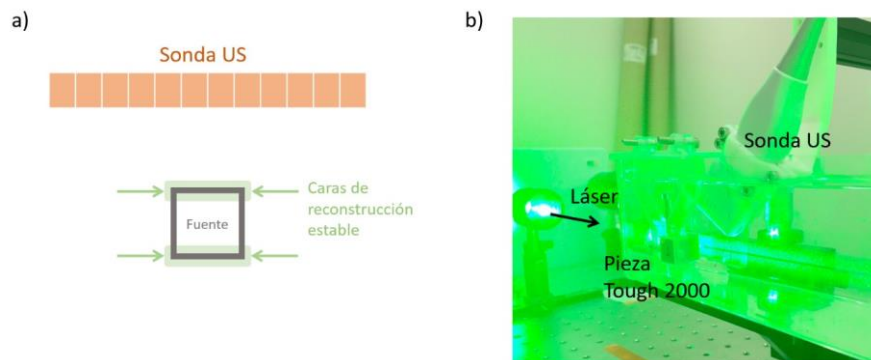 a)
Sonda US
Fuente
Caras de
reconstrucción
estable
b)
Sonda US
Láser
Pieza
Tough 2000